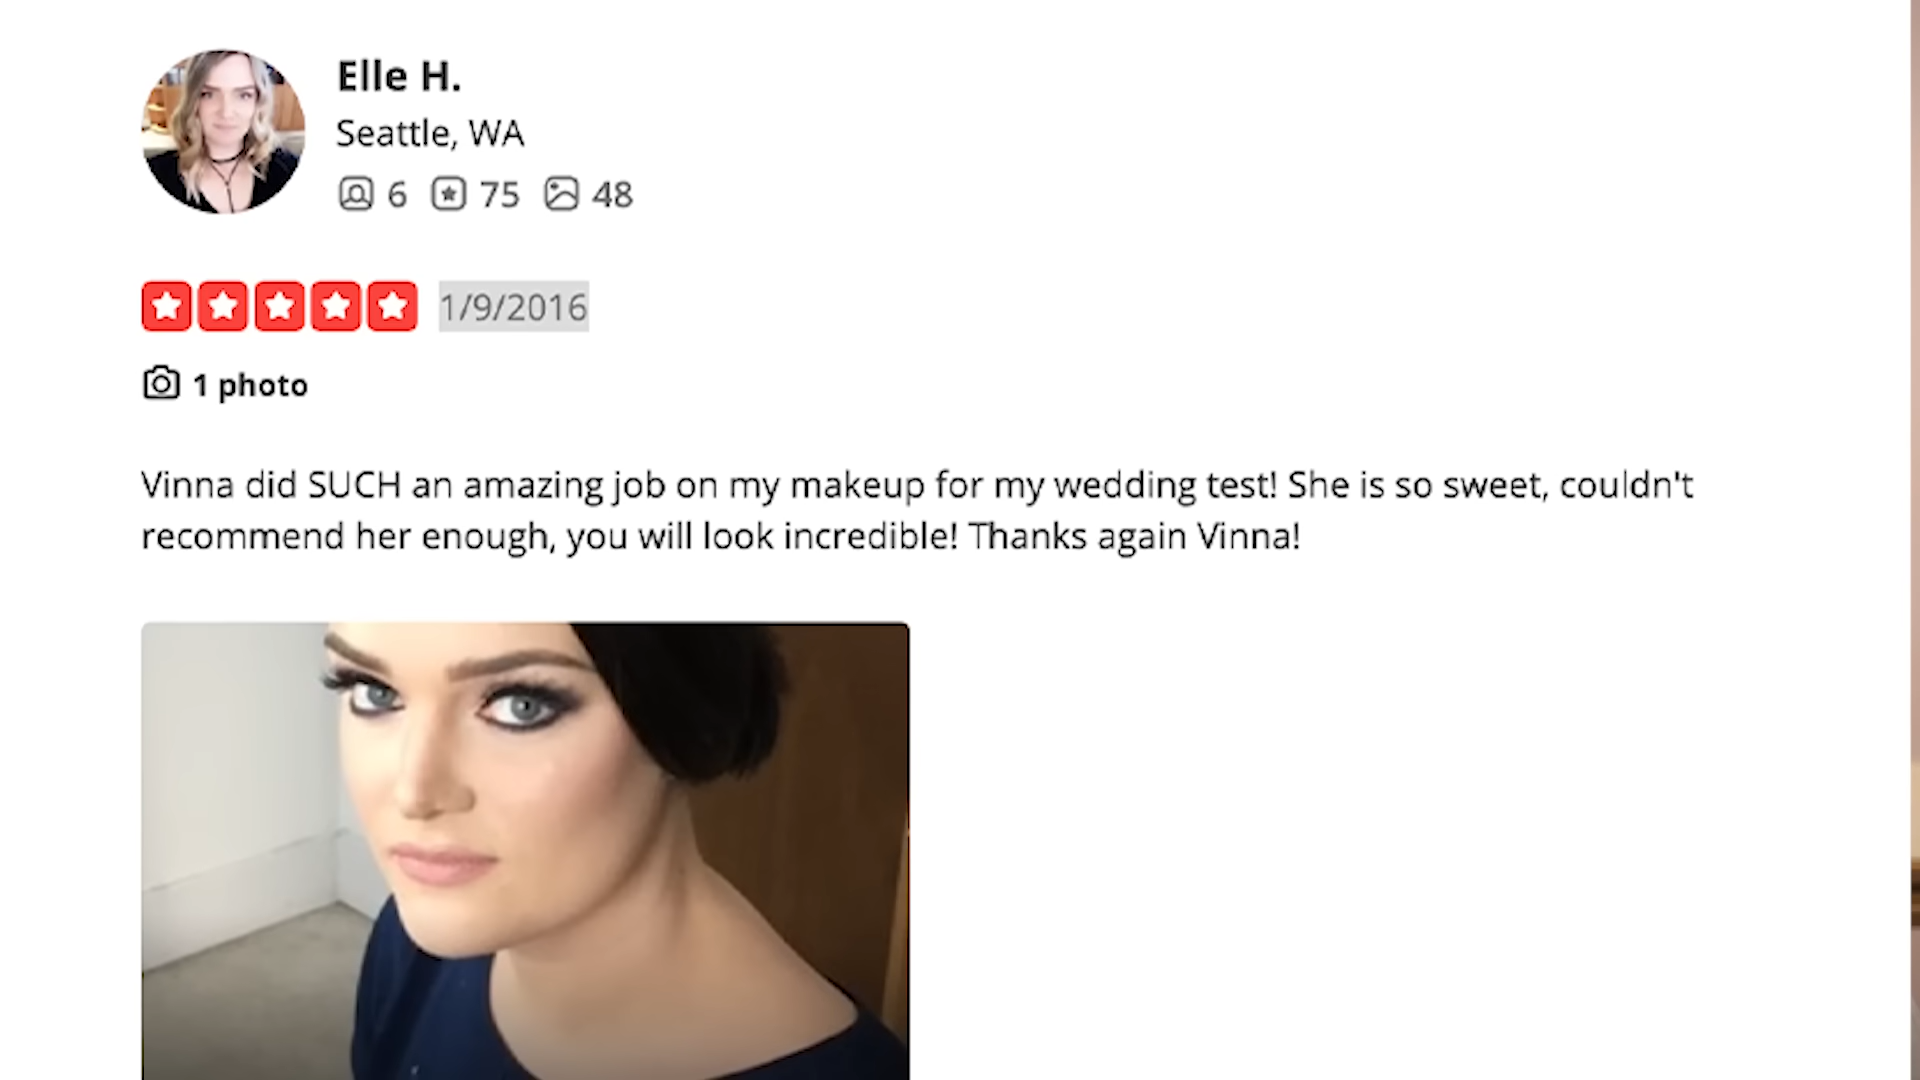 Elle H.
Seattle, WA
6 75 48
1/9/2016
1 photo
Vinna did SUCH an amazing job on my makeup for my wedding test! She is so sweet, couldn't
recommend her enough, you will look incredible! Thanks again Vinna!